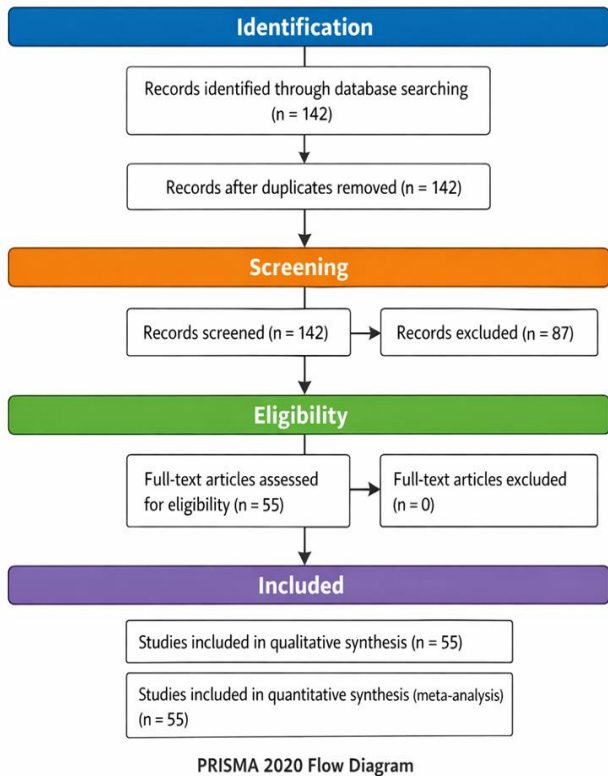 Identification
Records identified through database searching
(n = 142)
Records after duplicates removed (n = 142)
Screening
Records screened (n = 142)
Records excluded (n = 87)
Eligibility
Full-text articles assessed
for eligibility (n = 55)
Full-text articles excluded
(n = 0)
Included
Studies included in qualitative synthesis (n = 55)
Studies included in quantitative synthesis (meta-analysis)
(n = 55)
PRISMA 2020 Flow Diagram